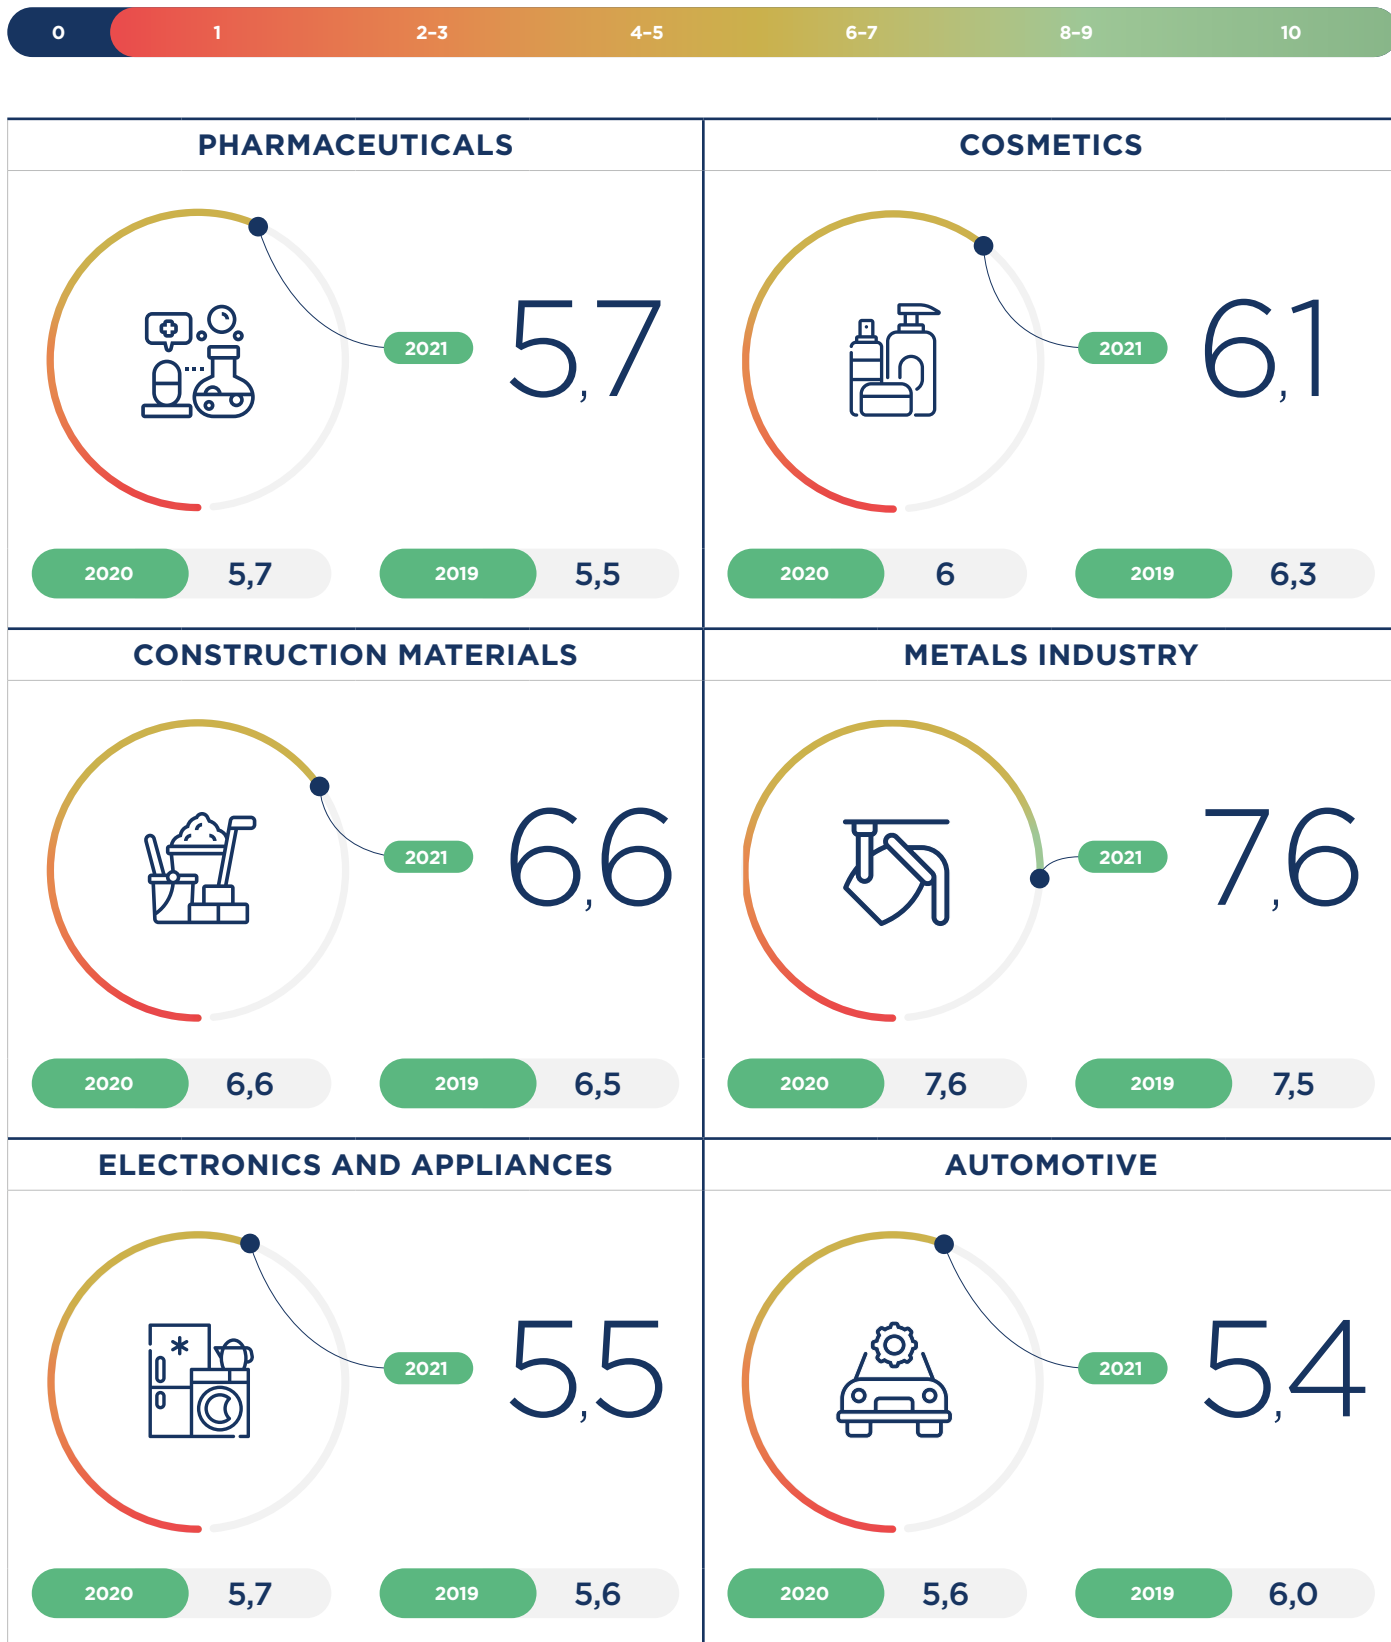 0 1 2–3 4–5 6–7 8–9 10
PHARMACEUTICALS
2021 5,7
2020 5,7 2019 5,5
COSMETICS
2021 6,1
2020 6 2019 6,3
CONSTRUCTION MATERIALS
2021 6,6
2020 6,6 2019 6,5
METALS INDUSTRY
2021 7,6
2020 7,6 2019 7,5
ELECTRONICS AND APPLIANCES
2021 5,5
2020 5,7 2019 5,6
AUTOMOTIVE
2021 5,4
2020 5,6 2019 6,0